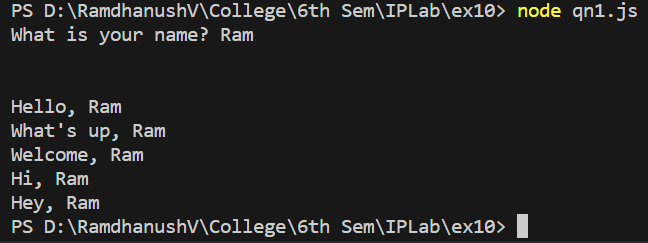 PS D:\RamdhanushV\College\6th Sem\IPLab\ex10> node qn1.js
What is your name? Ram
Hello, Ram
What's up, Ram
Welcome, Ram
Hi, Ram
Hey, Ram
PS D:\RamdhanushV\College\6th Sem\IPLab\ex10>